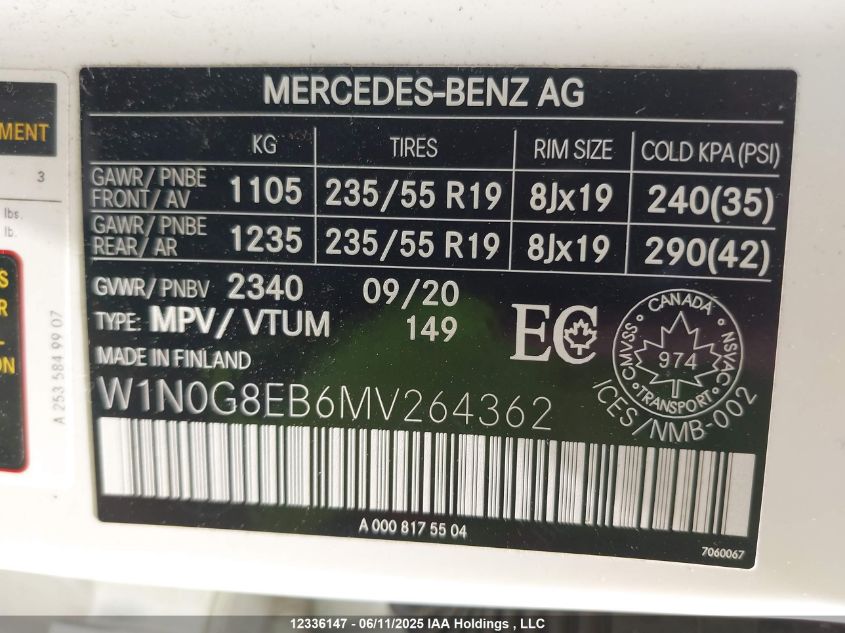 MERCEDES-BENZ AG
KG TIRES RIM SIZE COLD KPA (PSI)
GAWR/ PNBE FRONT/ AV 1105 235/55 R19 8Jx19 240(35)
GAWR/ PNBE REAR/ AR 1235 235/55 R19 8Jx19 290(42)
GVWR/ PNBV 2340 09/20
TYPE: MPV/ VTUM 149
MADE IN FINLAND
EC
CANADA
CMVSS 974 NSVAC
TRANSPORT
ICES/NMB-002
W1N0G8EB6MV264362
A 000 817 55 04
7060067
MENT
3
lbs.
lb.
S
R
-
ON
A 253 584 99 07
12336147 - 06/11/2025 IAA Holdings , LLC